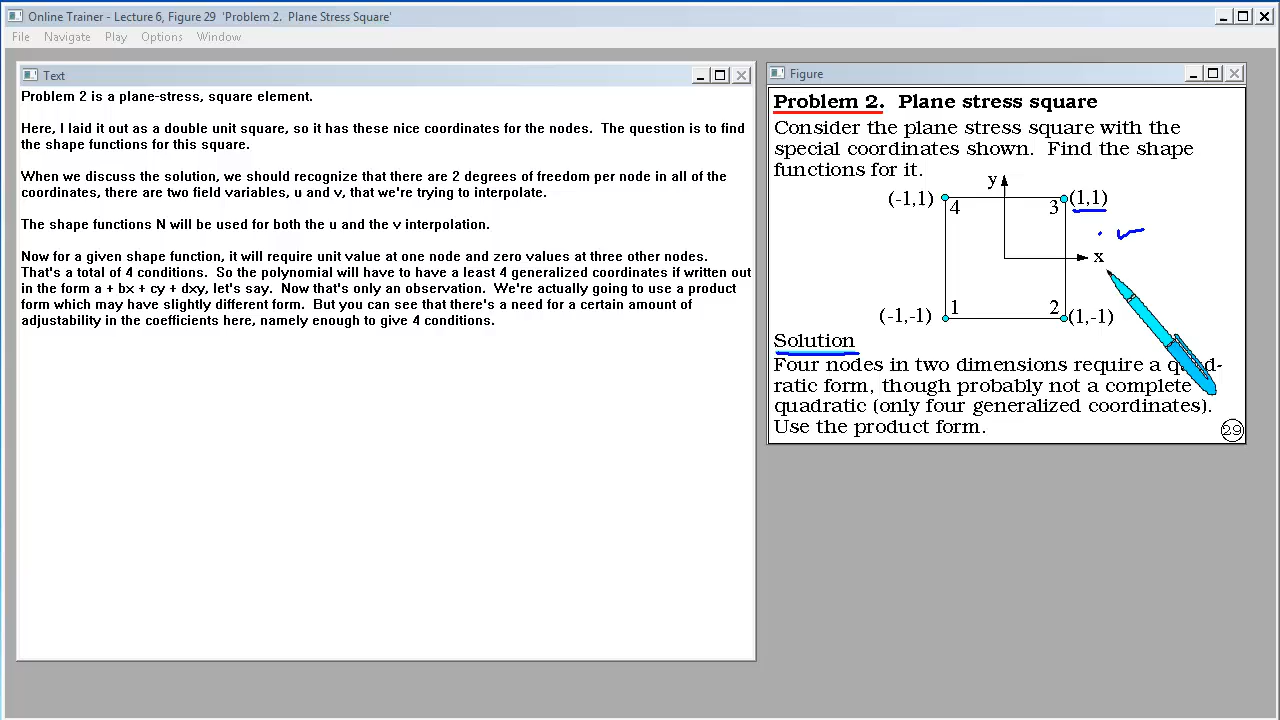 Online Trainer - Lecture 6, Figure 29  'Problem 2.  Plane Stress Square'
File   Navigate   Play   Options   Window
Text
Problem 2 is a plane-stress, square element.
Here, I laid it out as a double unit square, so it has these nice coordinates for the nodes.  The question is to find
the shape functions for this square.
When we discuss the solution, we should recognize that there are 2 degrees of freedom per node in all of the
coordinates, there are two field variables, u and v, that we're trying to interpolate.
The shape functions N will be used for both the u and the v interpolation.
Now for a given shape function, it will require unit value at one node and zero values at three other nodes.
That's a total of 4 conditions.  So the polynomial will have to have a least 4 generalized coordinates if written out
in the form a + bx + cy + dxy, let's say.  Now that's only an observation.  We're actually going to use a product
form which may have slightly different form.  But you can see that there's a need for a certain amount of
adjustability in the coefficients here, namely enough to give 4 conditions.
Figure
Problem 2.  Plane stress square
Consider the plane stress square with the
special coordinates shown.  Find the shape
functions for it.
y
(-1,1)   4   3   (1,1)
x
(-1,-1)   1   2   (1,-1)
Solution
Four nodes in two dimensions require a quad-
ratic form, though probably not a complete
quadratic (only four generalized coordinates).
Use the product form.
29